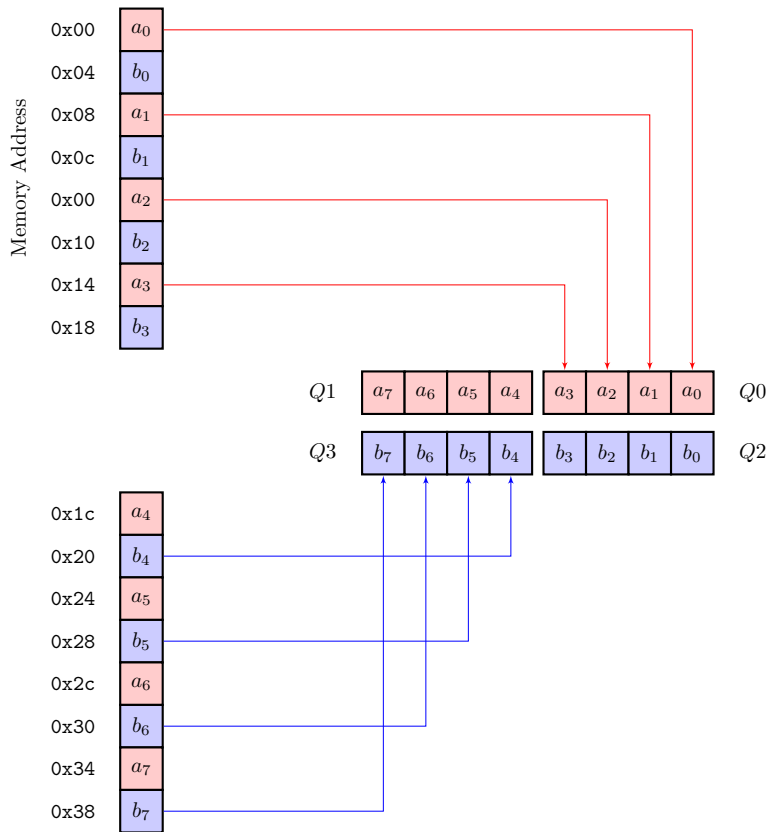 Memory Address
0x00 a₀
0x04 b₀
0x08 a₁
0x0c b₁
0x00 a₂
0x10 b₂
0x14 a₃
0x18 b₃
Q1 a₇ a₆ a₅ a₄ a₃ a₂ a₁ a₀ Q0
Q3 b₇ b₆ b₅ b₄ b₃ b₂ b₁ b₀ Q2
0x1c a₄
0x20 b₄
0x24 a₅
0x28 b₅
0x2c a₆
0x30 b₆
0x34 a₇
0x38 b₇